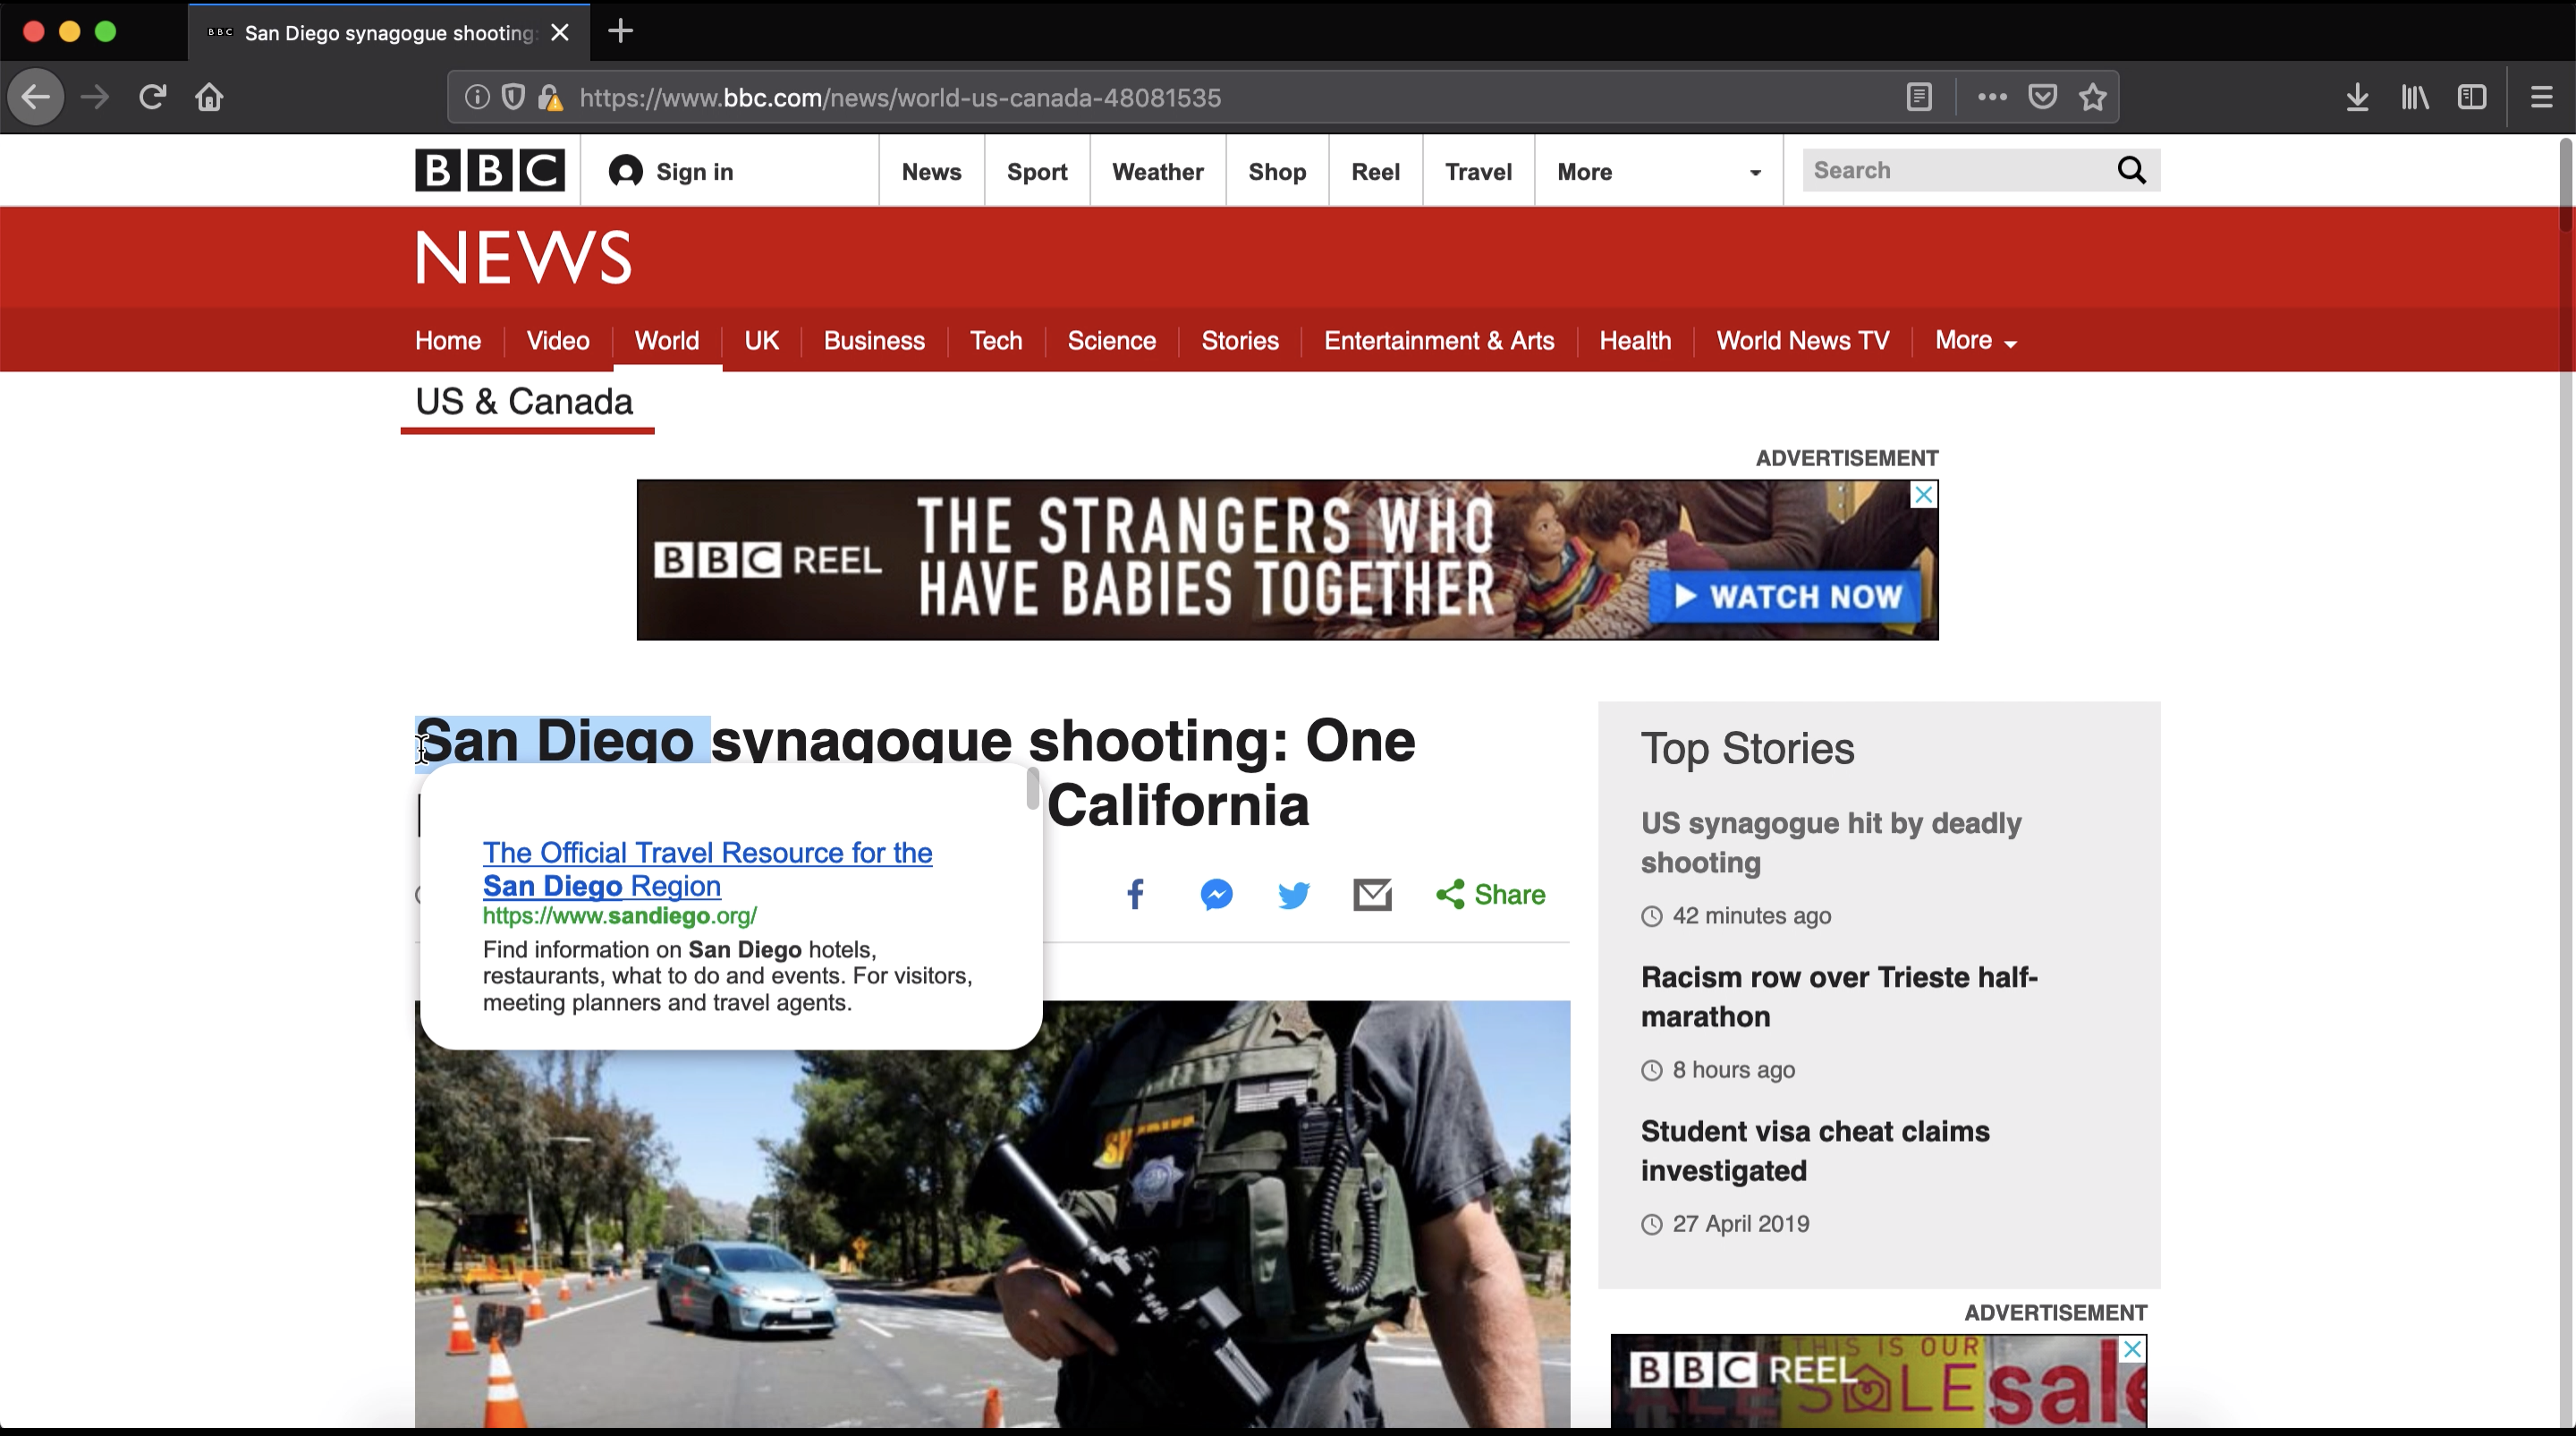 BBC San Diego synagogue shooting:
https://www.bbc.com/news/world-us-canada-48081535
BBC Sign in News Sport Weather Shop Reel Travel More Search
NEWS
Home Video World UK Business Tech Science Stories Entertainment & Arts Health World News TV More
US & Canada
ADVERTISEMENT
BBC REEL
THE STRANGERS WHO
HAVE BABIES TOGETHER
WATCH NOW
San Diego synagogue shooting: One
California
The Official Travel Resource for the
San Diego Region
https://www.sandiego.org/
Find information on San Diego hotels,
restaurants, what to do and events. For visitors,
meeting planners and travel agents.
Share
SHERIFF
Top Stories
US synagogue hit by deadly
shooting
42 minutes ago
Racism row over Trieste half-
marathon
8 hours ago
Student visa cheat claims
investigated
27 April 2019
ADVERTISEMENT
THIS IS OUR
BBC REEL
SALE sale